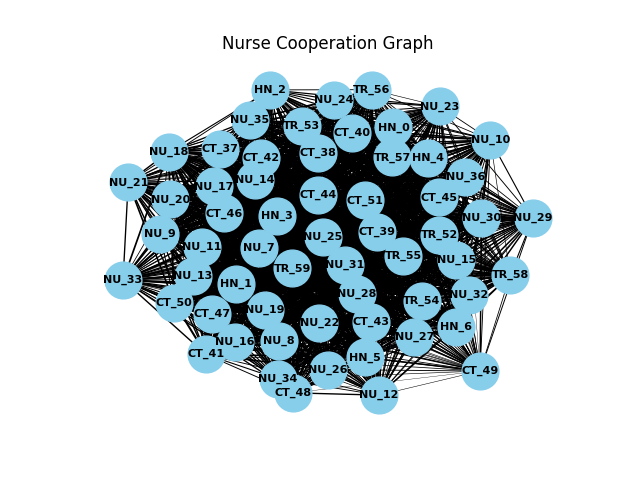 Nurse Cooperation Graph
HN_2
TR_56
NU_24
NU_23
NU_35
TR_53
HN_0
CT_40
NU_10
CT_37
NU_18
CT_38
CT_42
TR_57
HN_4
NU_36
NU_21
NU_14
NU_17
NU_20
CT_44
CT_51
CT_45
CT_46
HN_3
NU_30
NU_29
NU_9
CT_39
TR_52
NU_25
NU_11
NU_7
TR_55
NU_15
NU_31
TR_59
NU_13
TR_58
NU_33
HN_1
NU_28
NU_32
CT_50
TR_54
NU_19
CT_47
NU_22
CT_43
HN_6
NU_27
NU_16
NU_8
CT_41
HN_5
NU_26
CT_49
NU_34
CT_48
NU_12